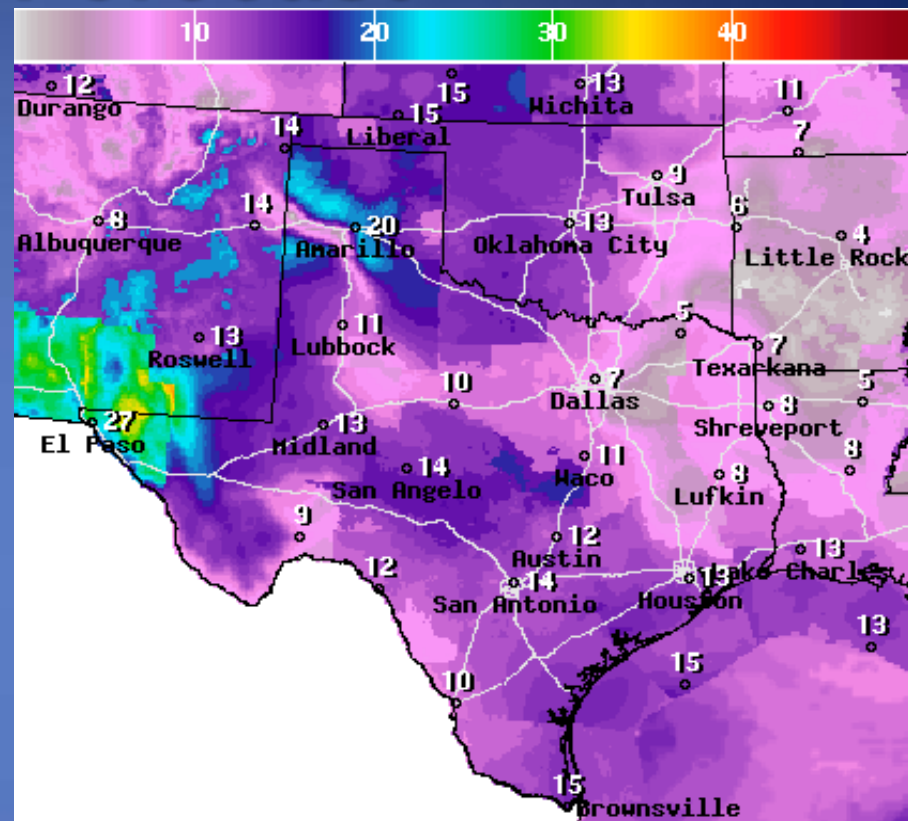 10 20 30 40
12 15 13 11
Durango 15 Wichita
14 Liberal 7
9
Tulsa
8 14 20 13 6 4
Albuquerque Amarillo Oklahoma City Little Rock
13 11 5 7
Roswell Lubbock Texarkana
10 7 8 5
Dallas Shreveport
27 13
El Paso Midland
14 11 8 8
San Angelo Waco Lufkin
9 12 13
12 Austin Lake Charles
14 13
San Antonio Houston
13
15
10
15
Brownsville